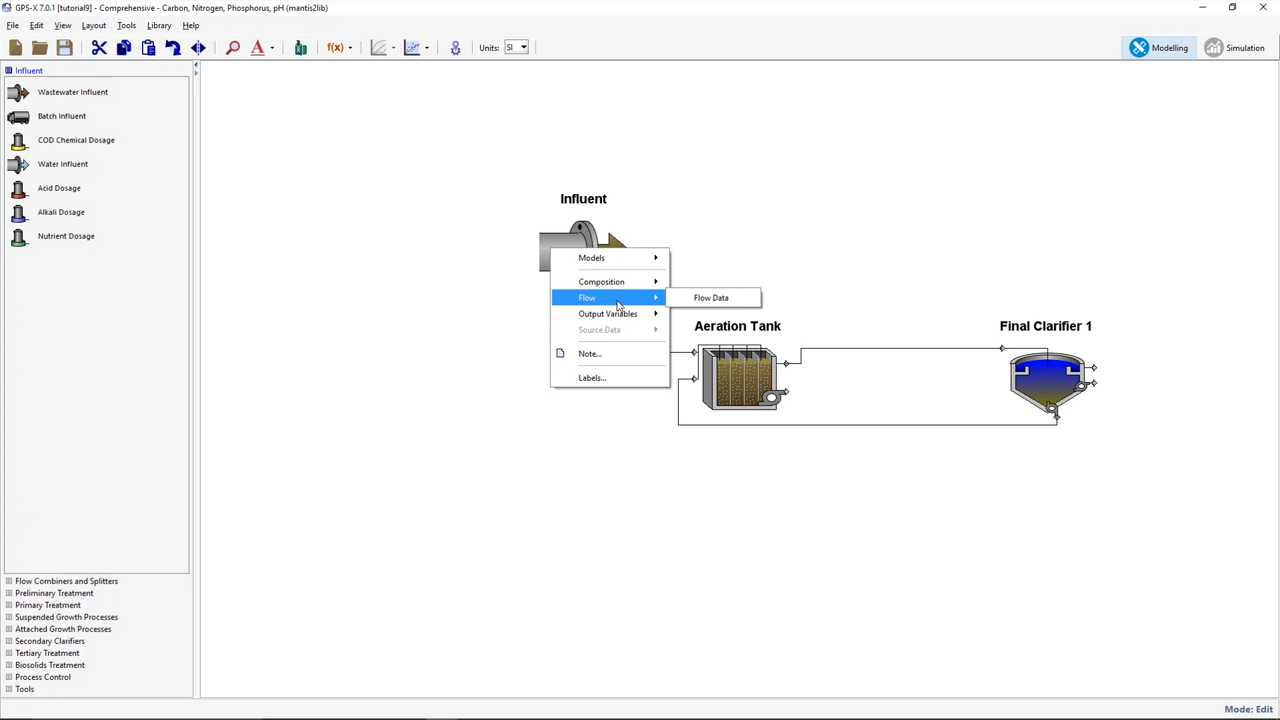 GPS-X 7.0.1 [tutorial9] - Comprehensive - Carbon, Nitrogen, Phosphorus, pH (mantis2lib)
File Edit View Layout Tools Library Help
A f(x) Units: SI Modelling Simulation
Influent
Wastewater Influent
Batch Influent
COD Chemical Dosage
Water Influent
Acid Dosage
Alkali Dosage
Nutrient Dosage
Flow Combiners and Splitters
Preliminary Treatment
Primary Treatment
Suspended Growth Processes
Attached Growth Processes
Secondary Clarifiers
Tertiary Treatment
Biosolids Treatment
Process Control
Tools
Influent
Models
Composition
Flow
Flow Data
Output Variables
Source Data
Note...
Labels...
Aeration Tank
Final Clarifier 1
Mode: Edit